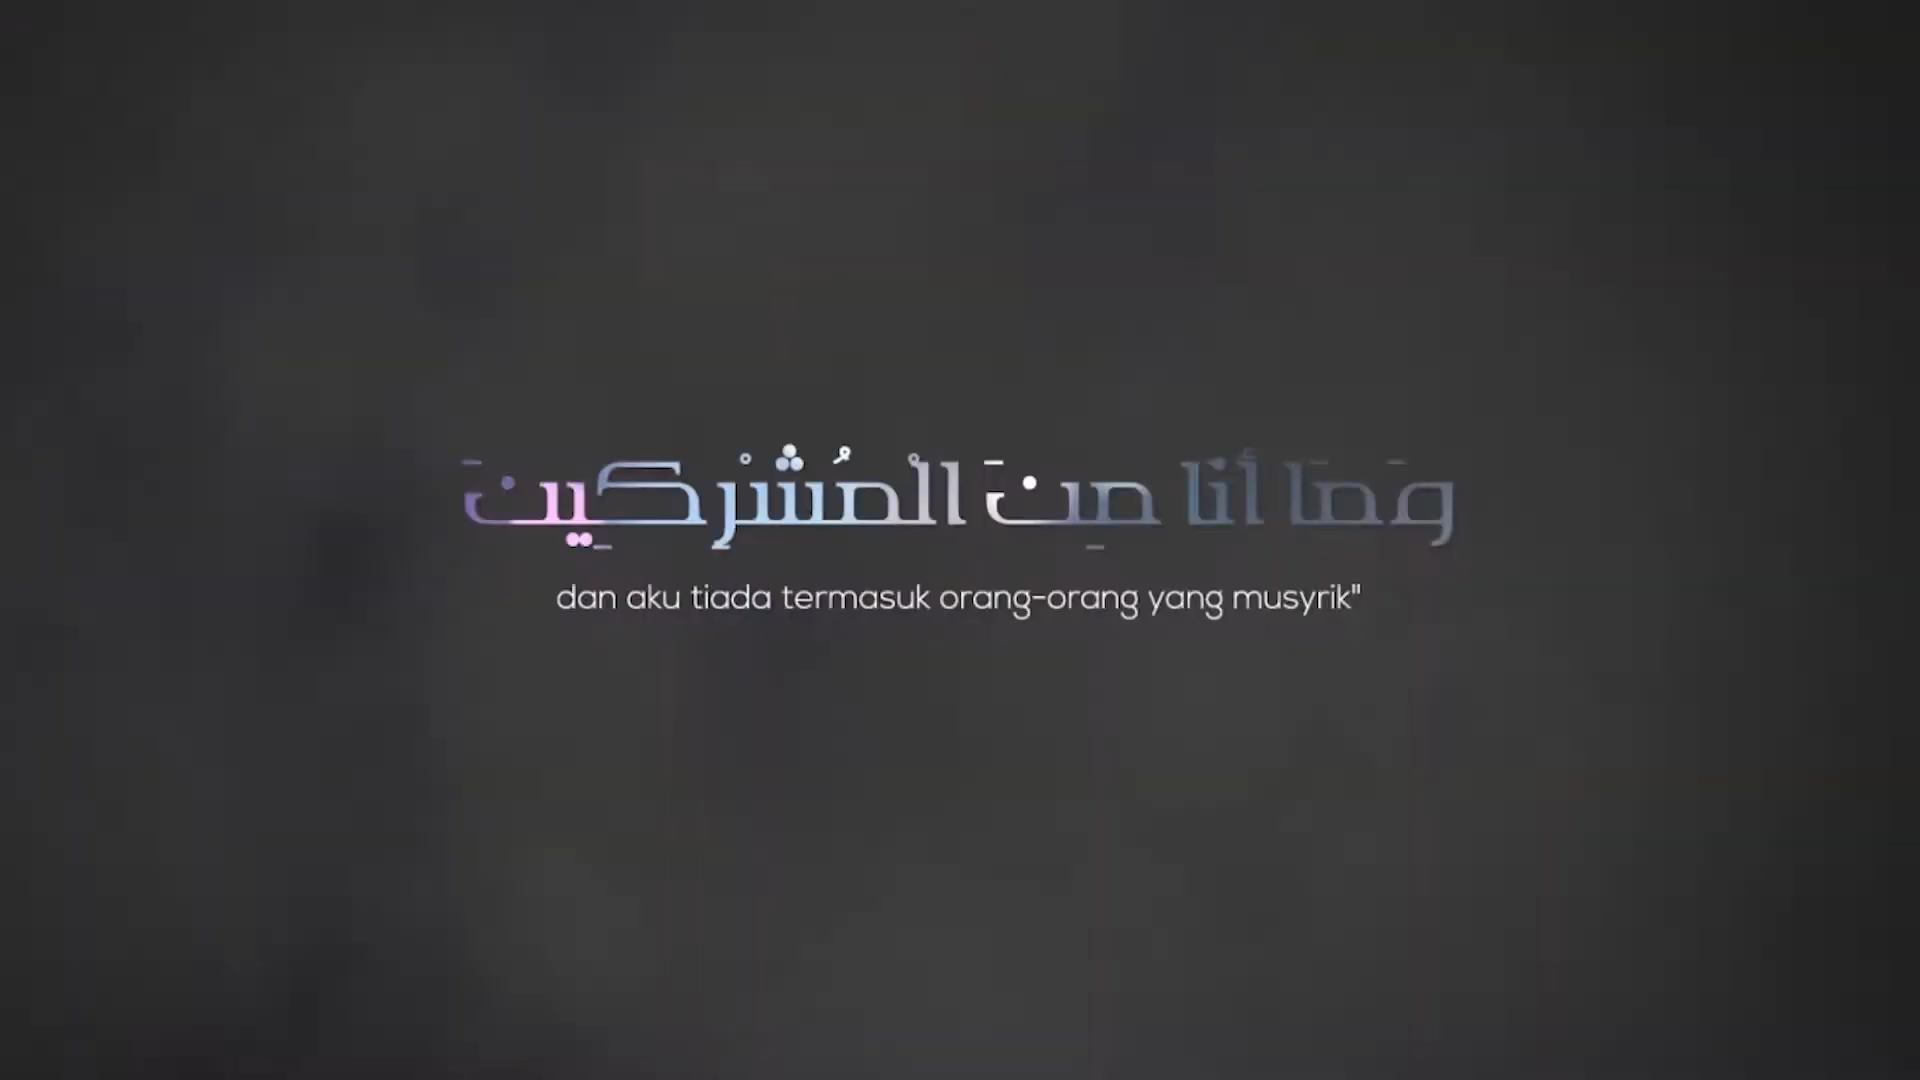 وَمَا أَنَا مِنَ الْمُشْرِكِينَ
dan aku tiada termasuk orang-orang yang musyrik"